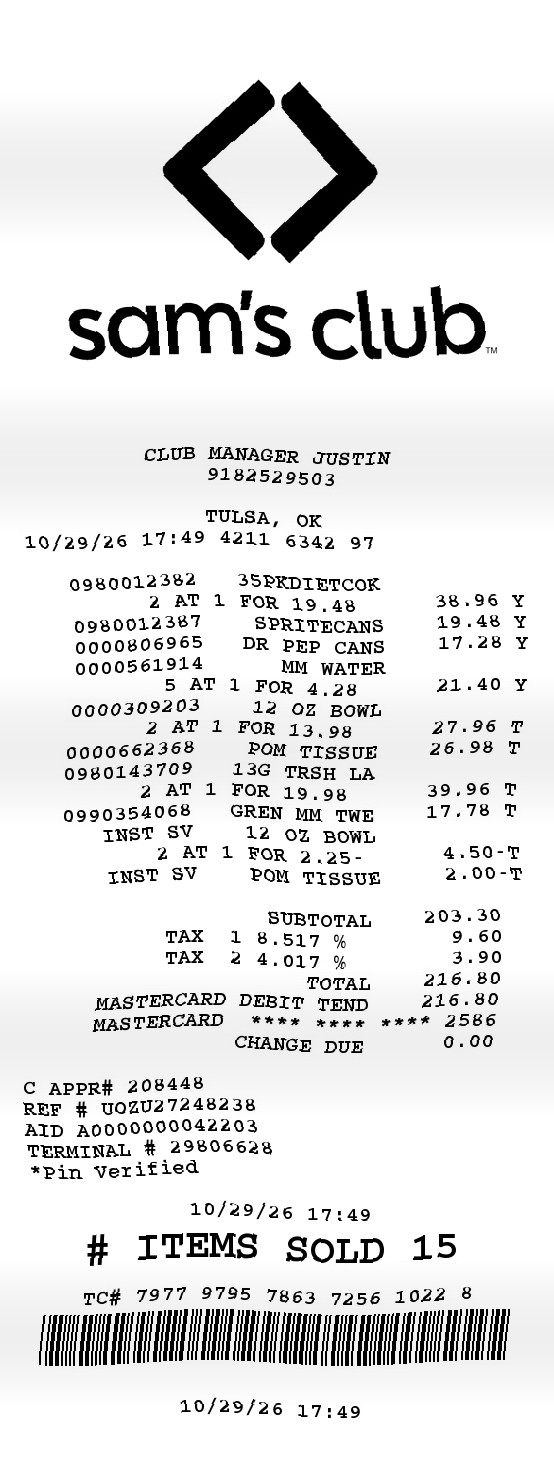 sam's club™
CLUB MANAGER JUSTIN
9182529503
TULSA, OK
10/29/26 17:49 4211 6342 97
0980012382 35PKDIETCOK
2 AT 1 FOR 19.48 38.96 Y
0980012387 SPRITECANS 19.48 Y
0000806965 DR PEP CANS 17.28 Y
0000561914 MM WATER
5 AT 1 FOR 4.28 21.40 Y
0000309203 12 OZ BOWL
2 AT 1 FOR 13.98 27.96 T
0000662368 POM TISSUE 26.98 T
0980143709 13G TRSH LA
2 AT 1 FOR 19.98 39.96 T
0990354068 GREN MM TWE 17.78 T
INST SV 12 OZ BOWL
2 AT 1 FOR 2.25- 4.50-T
INST SV POM TISSUE 2.00-T
SUBTOTAL 203.30
TAX 1 8.517 % 9.60
TAX 2 4.017 % 3.90
TOTAL 216.80
MASTERCARD DEBIT TEND 216.80
MASTERCARD **** **** **** 2586
CHANGE DUE 0.00
C APPR# 208448
REF # UOZU27248238
AID A0000000042203
TERMINAL # 29806628
*Pin Verified
10/29/26 17:49
# ITEMS SOLD 15
TC# 7977 9795 7863 7256 1022 8
10/29/26 17:49